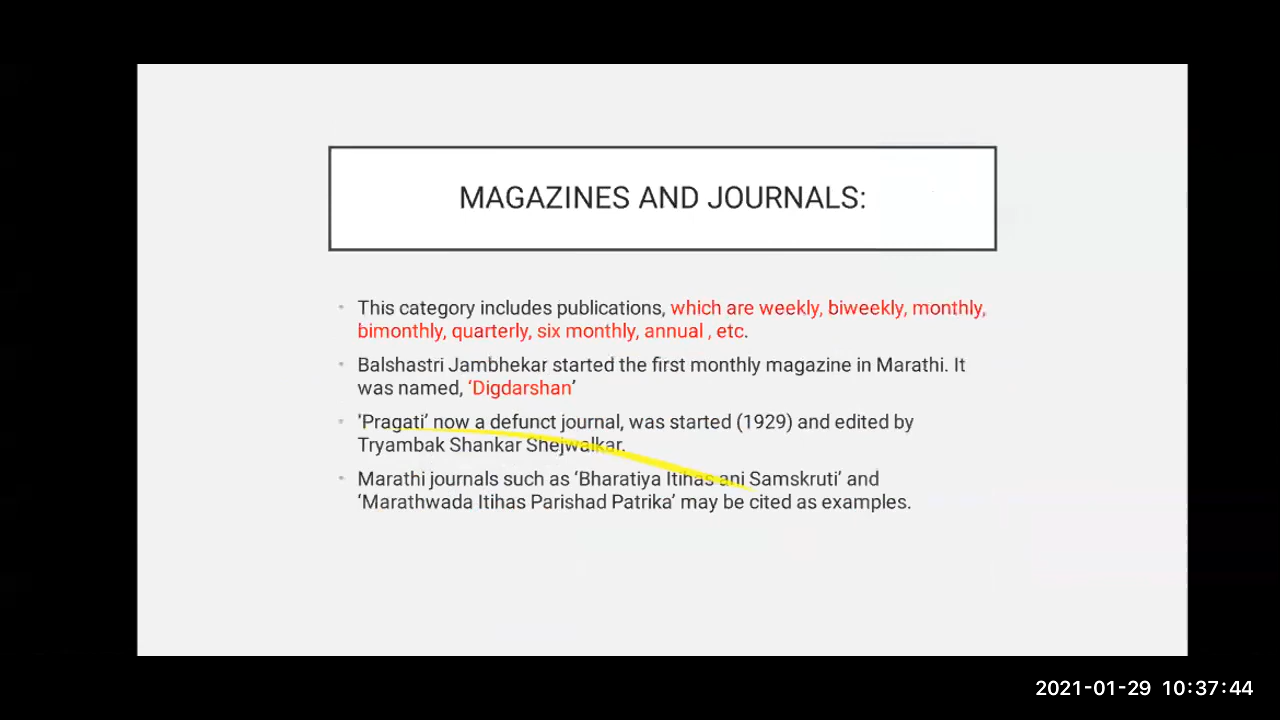 MAGAZINES AND JOURNALS:
This category includes publications, which are weekly, biweekly, monthly,
bimonthly, quarterly, six monthly, annual , etc.
Balshastri Jambhekar started the first monthly magazine in Marathi. It
was named, ‘Digdarshan’
'Pragati’ now a defunct journal, was started (1929) and edited by
Tryambak Shankar Shejwalkar.
Marathi journals such as ‘Bharatiya Itihas ani Samskruti’ and
‘Marathwada Itihas Parishad Patrika’ may be cited as examples.
2021-01-29 10:37:44